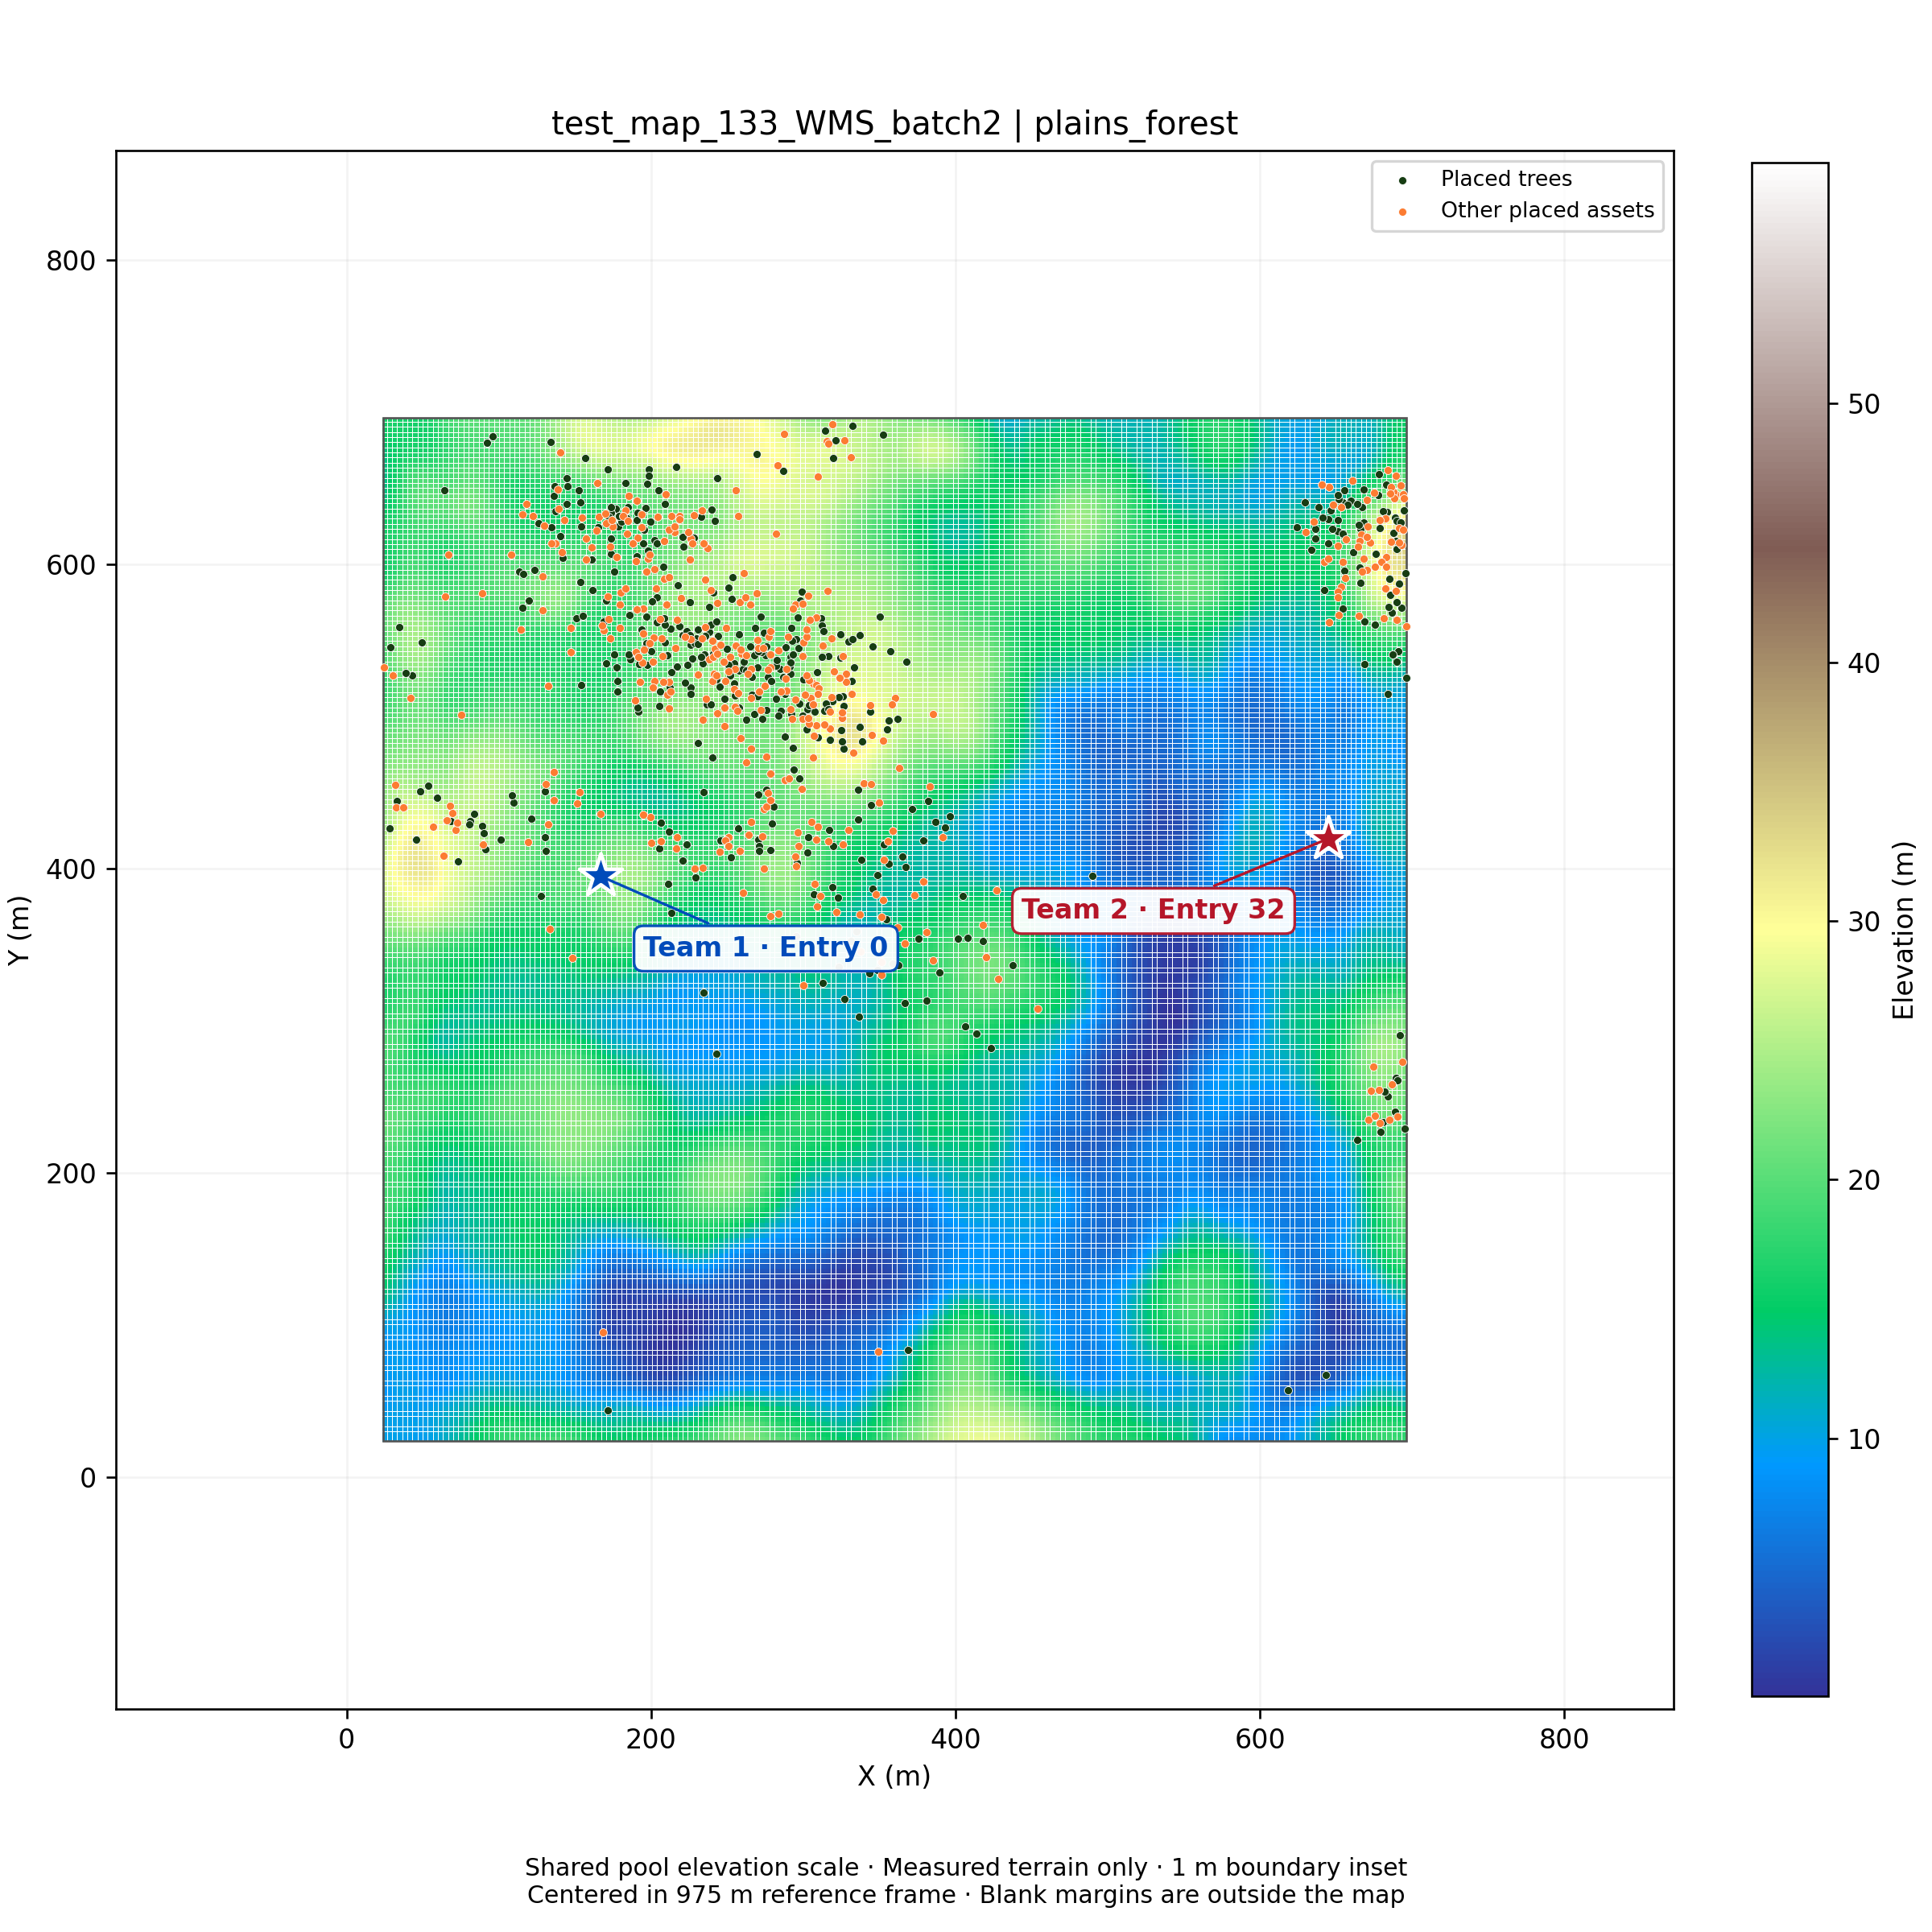 test_map_133_WMS_batch2 | plains_forest
Placed trees
Other placed assets
800
600
400
200
0
Y (m)
Team 1 · Entry 0
Team 2 · Entry 32
0
200
400
600
800
X (m)
50
40
30
20
10
Elevation (m)
Shared pool elevation scale · Measured terrain only · 1 m boundary inset
Centered in 975 m reference frame · Blank margins are outside the map